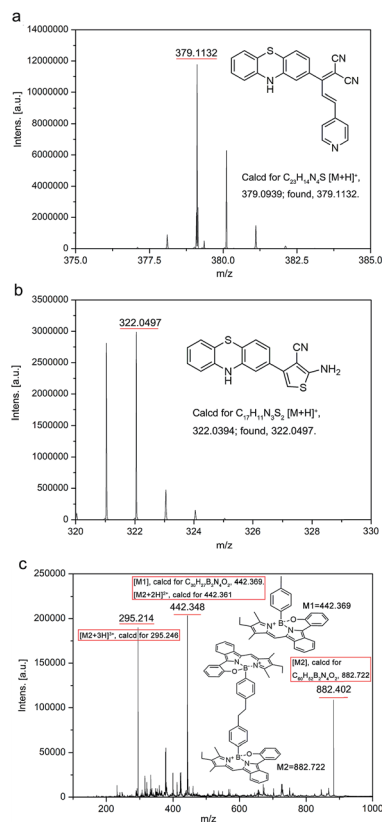 a
14000000
12000000
10000000
8000000
6000000
4000000
2000000
0
Intens. [a.u.]
379.1132
S
NH
CN
CN
N
Calcd for C₂₃H₁₄N₄S [M+H]⁺,
379.0939; found, 379.1132.
375.0 377.5 380.0 382.5 385.0
m/z
b
3500000
3000000
2500000
2000000
1500000
1000000
500000
0
Intens. [a.u.]
322.0497
S
NH
CN
NH₂
S
Calcd for C₁₇H₁₁N₃S₂ [M+H]⁺,
322.0394; found, 322.0497.
320 322 324 326 328 330
m/z
c
250000
200000
150000
100000
50000
0
Intens. [a.u.]
[M1], calcd for 442.369.
[M2+2H]²⁺, calcd for 442.361
295.214 442.348
[M2+3H]³⁺, calcd for 295.246
M1=442.369
[M2], calcd for
C₆₀H₅₂B₂N₄O₂, 882.722
882.402
M2=882.722
200 400 600 800 1000
m/z